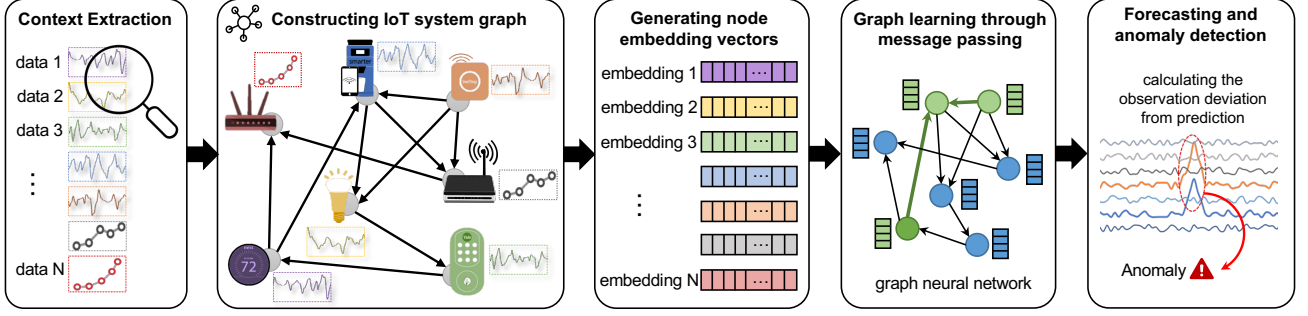 Context Extraction
data 1
data 2
data 3
data N
Constructing IoT system graph
smarter
72
Generating node
embedding vectors
embedding 1
embedding 2
embedding 3
embedding N
Graph learning through
message passing
graph neural network
Forecasting and
anomaly detection
calculating the
observation deviation
from prediction
Anomaly